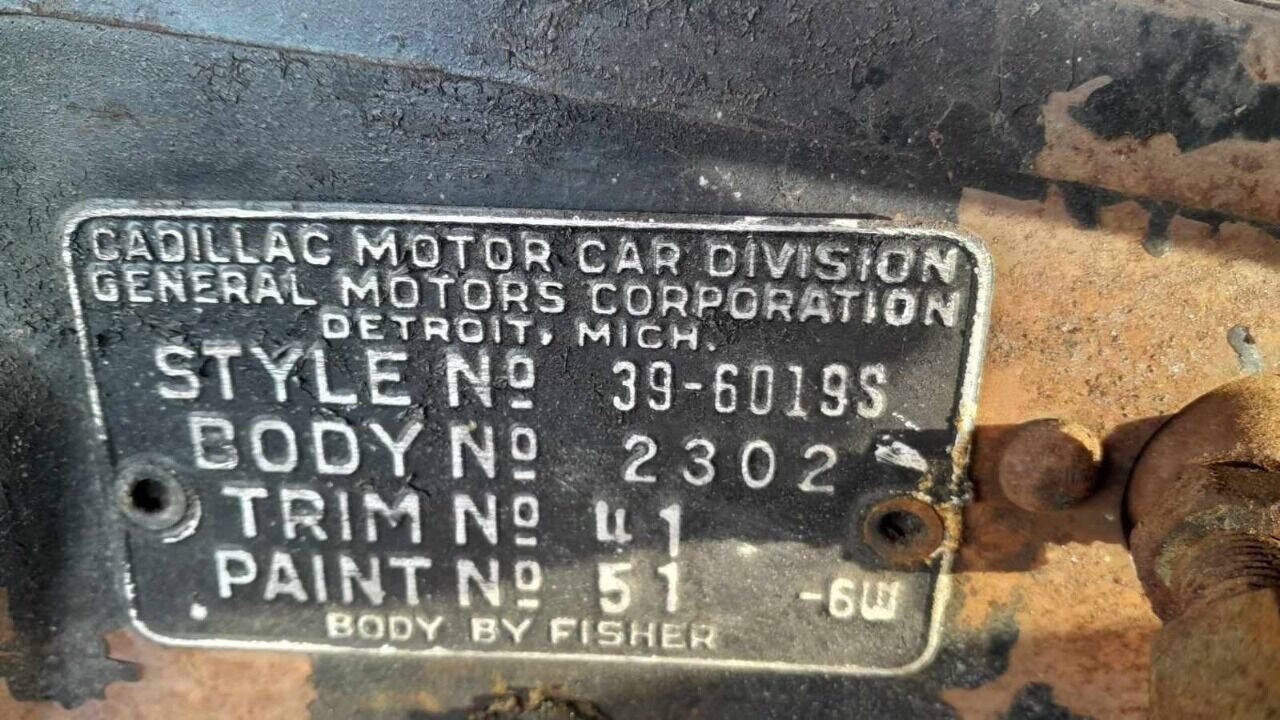 CADILLAC MOTOR CAR DIVISION
GENERAL MOTORS CORPORATION
DETROIT, MICH.
STYLE No 39-6019S
BODY No 2302
TRIM No 41
PAINT No 51 -6W
BODY BY FISHER